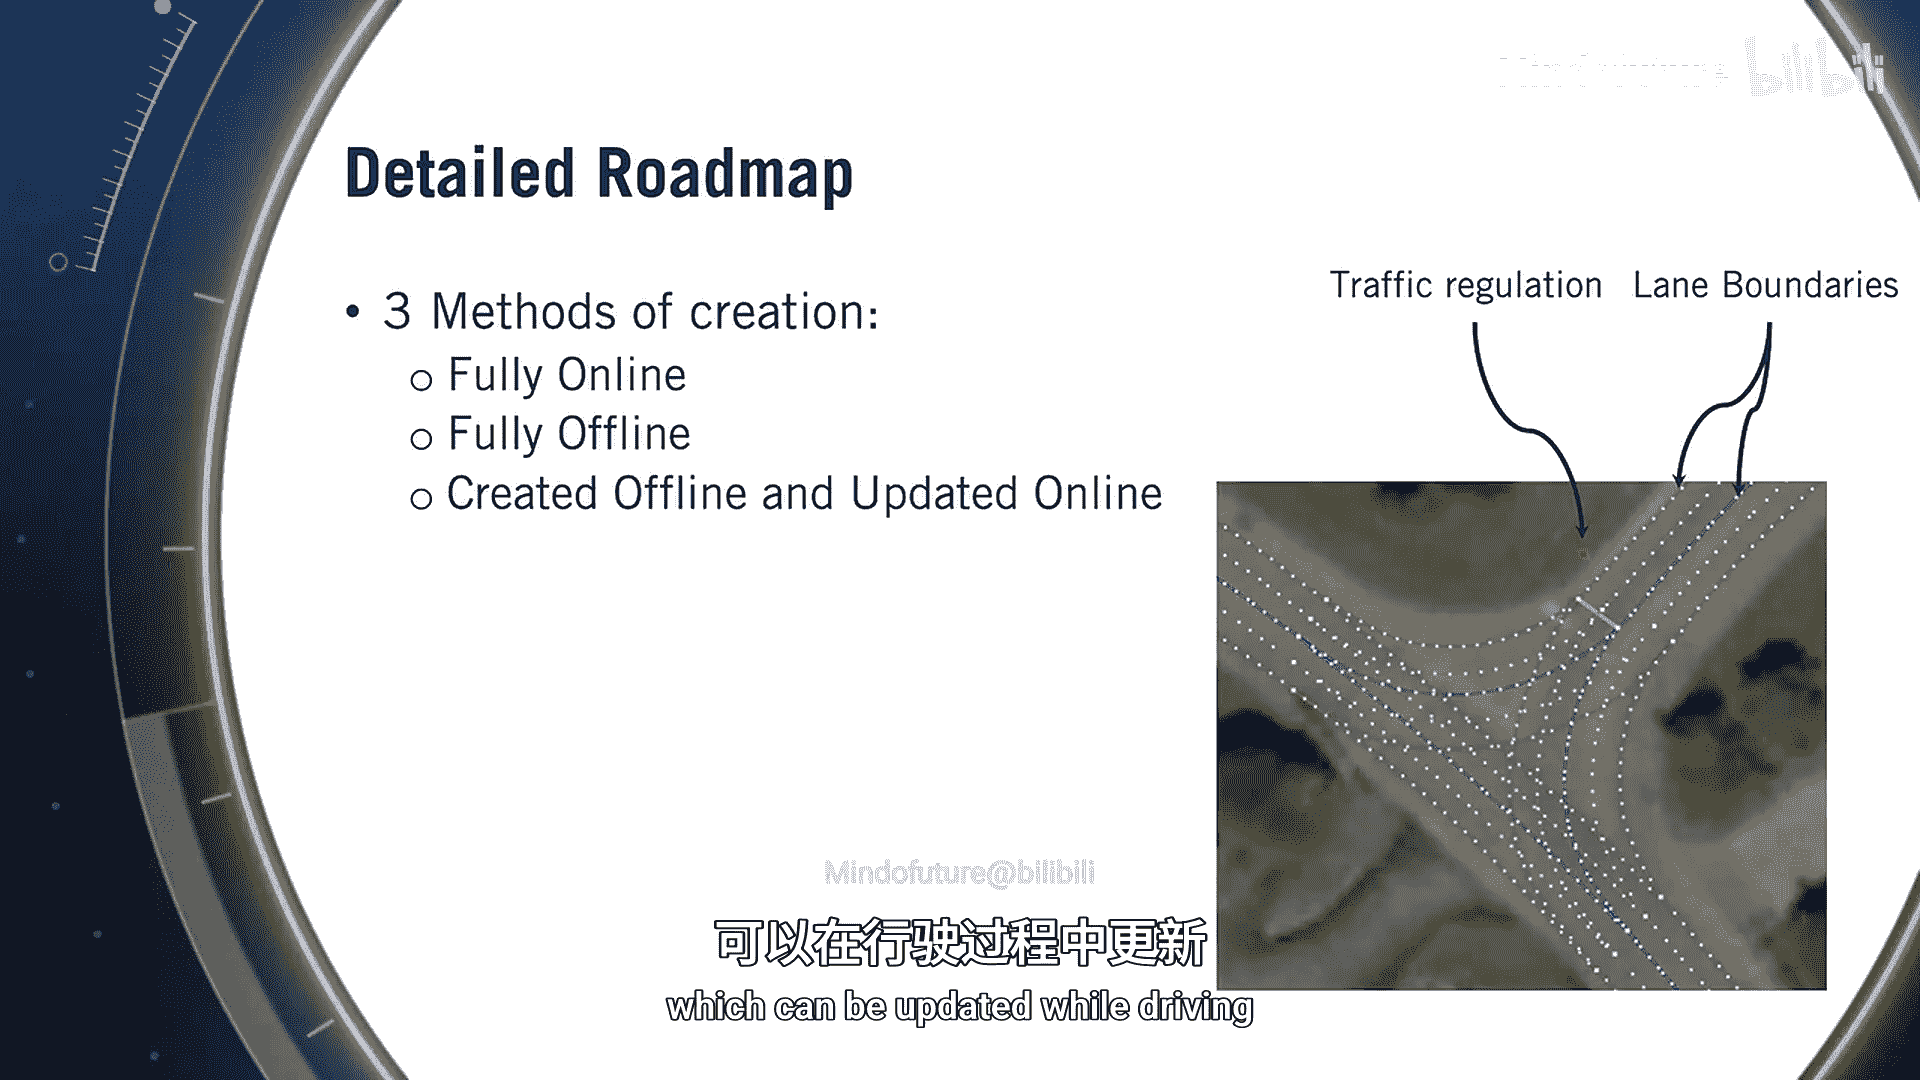 bilibili
Detailed Roadmap
• 3 Methods of creation:
○ Fully Online
○ Fully Offline
○ Created Offline and Updated Online
Traffic regulation
Lane Boundaries
Mindofuture@bilibili
可以在行驶过程中更新
which can be updated while driving